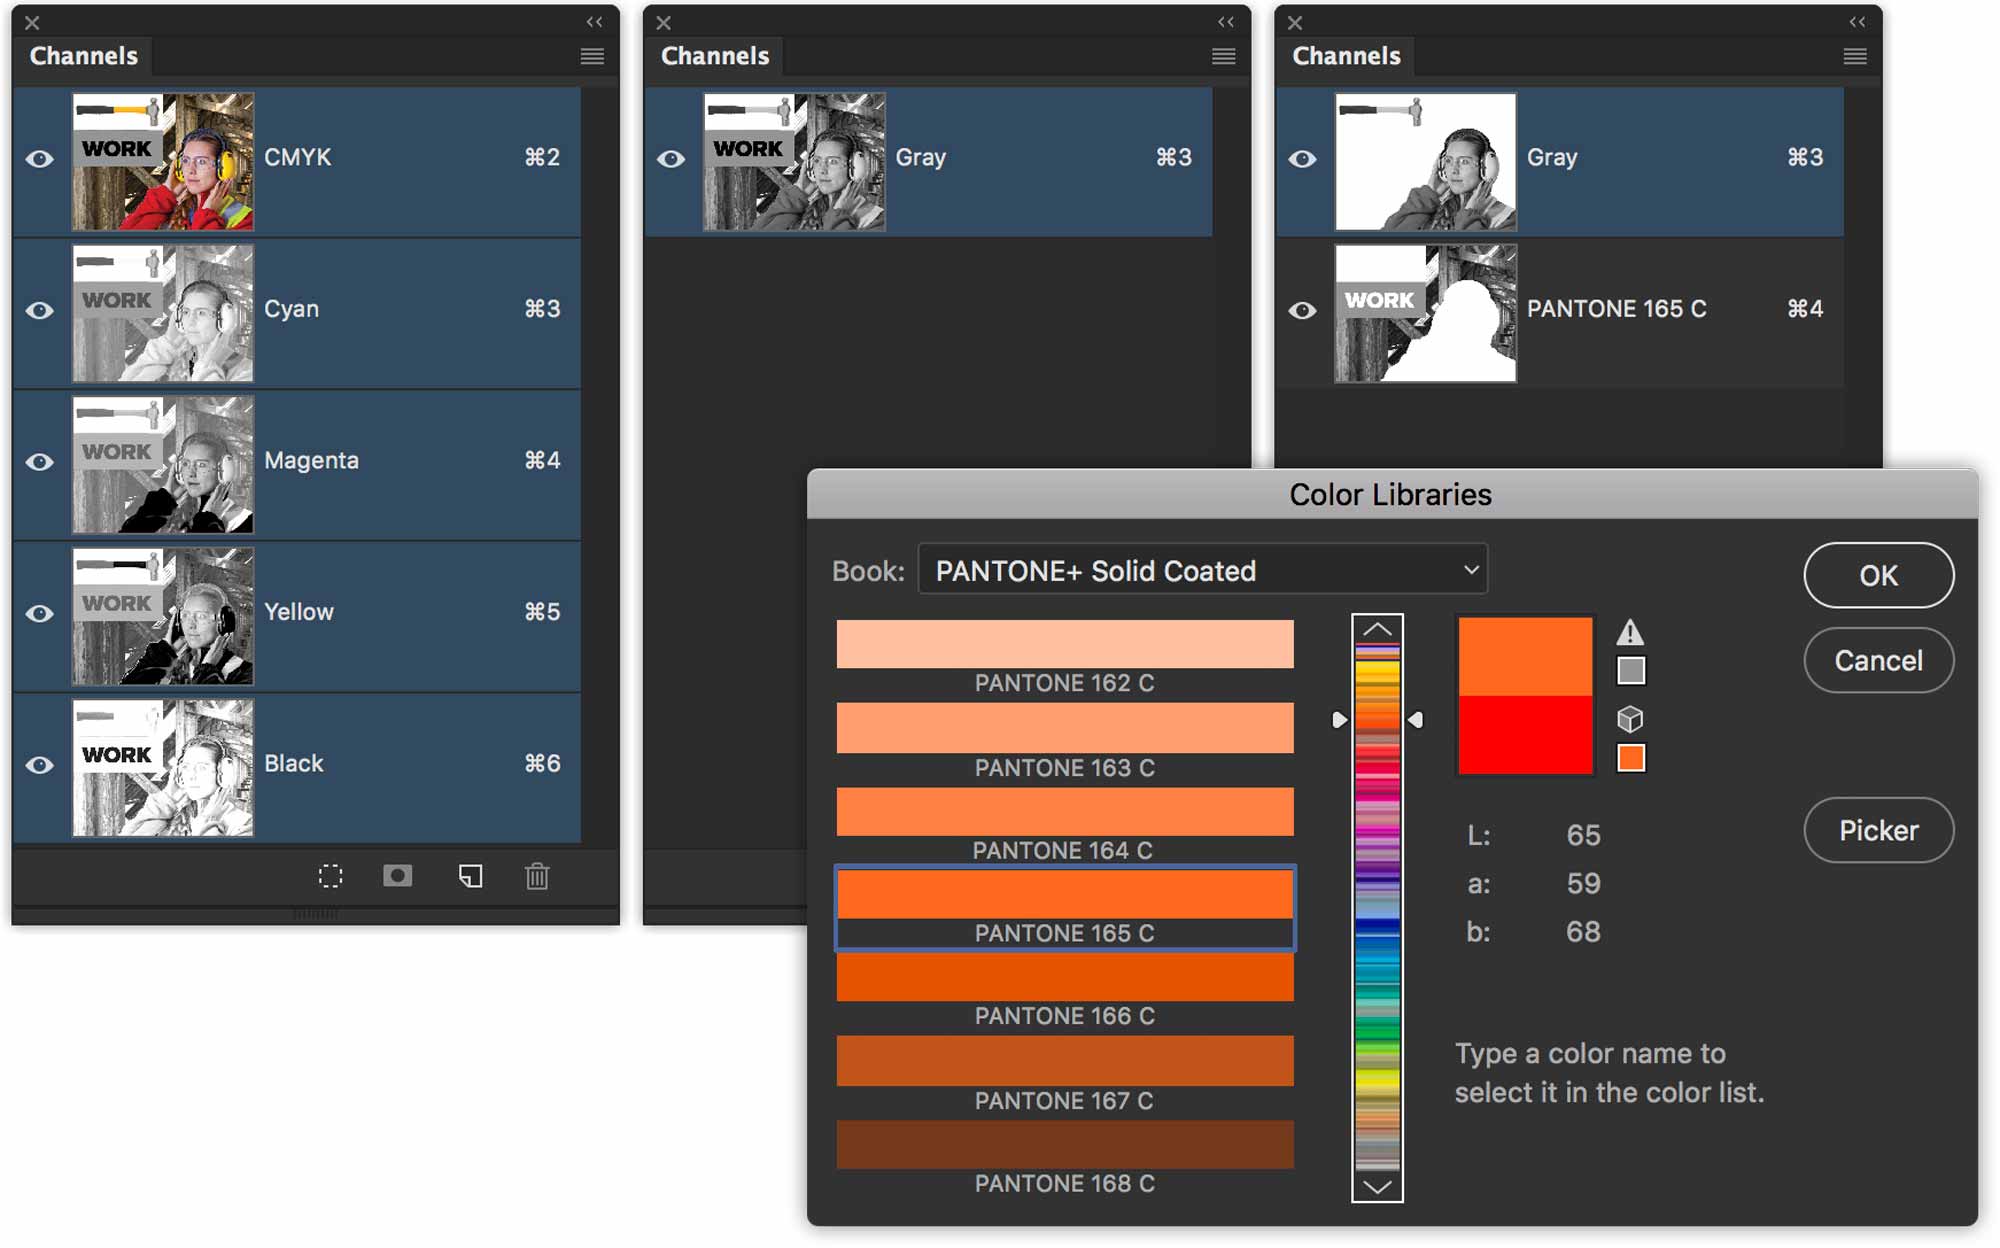 Channels
WORK
CMYK ⌘2
WORK
Cyan ⌘3
WORK
Magenta ⌘4
WORK
Yellow ⌘5
WORK
Black ⌘6
Channels
WORK
Gray ⌘3
Channels
Gray ⌘3
WORK
PANTONE 165 C ⌘4
Color Libraries
Book: PANTONE+ Solid Coated
PANTONE 162 C
PANTONE 163 C
PANTONE 164 C
PANTONE 165 C
PANTONE 166 C
PANTONE 167 C
PANTONE 168 C
L: 65
a: 59
b: 68
Type a color name to
select it in the color list.
OK
Cancel
Picker